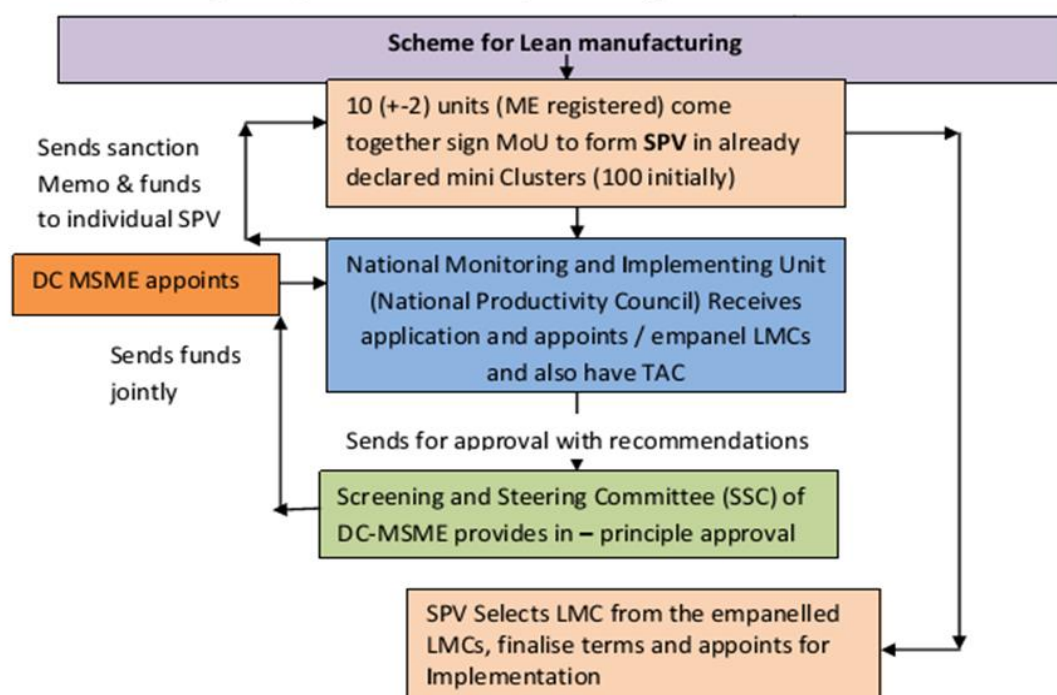 Scheme for Lean manufacturing
10 (+-2) units (ME registered) come
together sign MoU to form SPV in already
declared mini Clusters (100 initially)
Sends sanction
Memo & funds
to individual SPV
National Monitoring and Implementing Unit
(National Productivity Council) Receives
application and appoints / empanel LMCs
and also have TAC
DC MSME appoints
Sends funds
jointly
Sends for approval with recommendations
Screening and Steering Committee (SSC) of
DC-MSME provides in – principle approval
SPV Selects LMC from the empanelled
LMCs, finalise terms and appoints for
Implementation